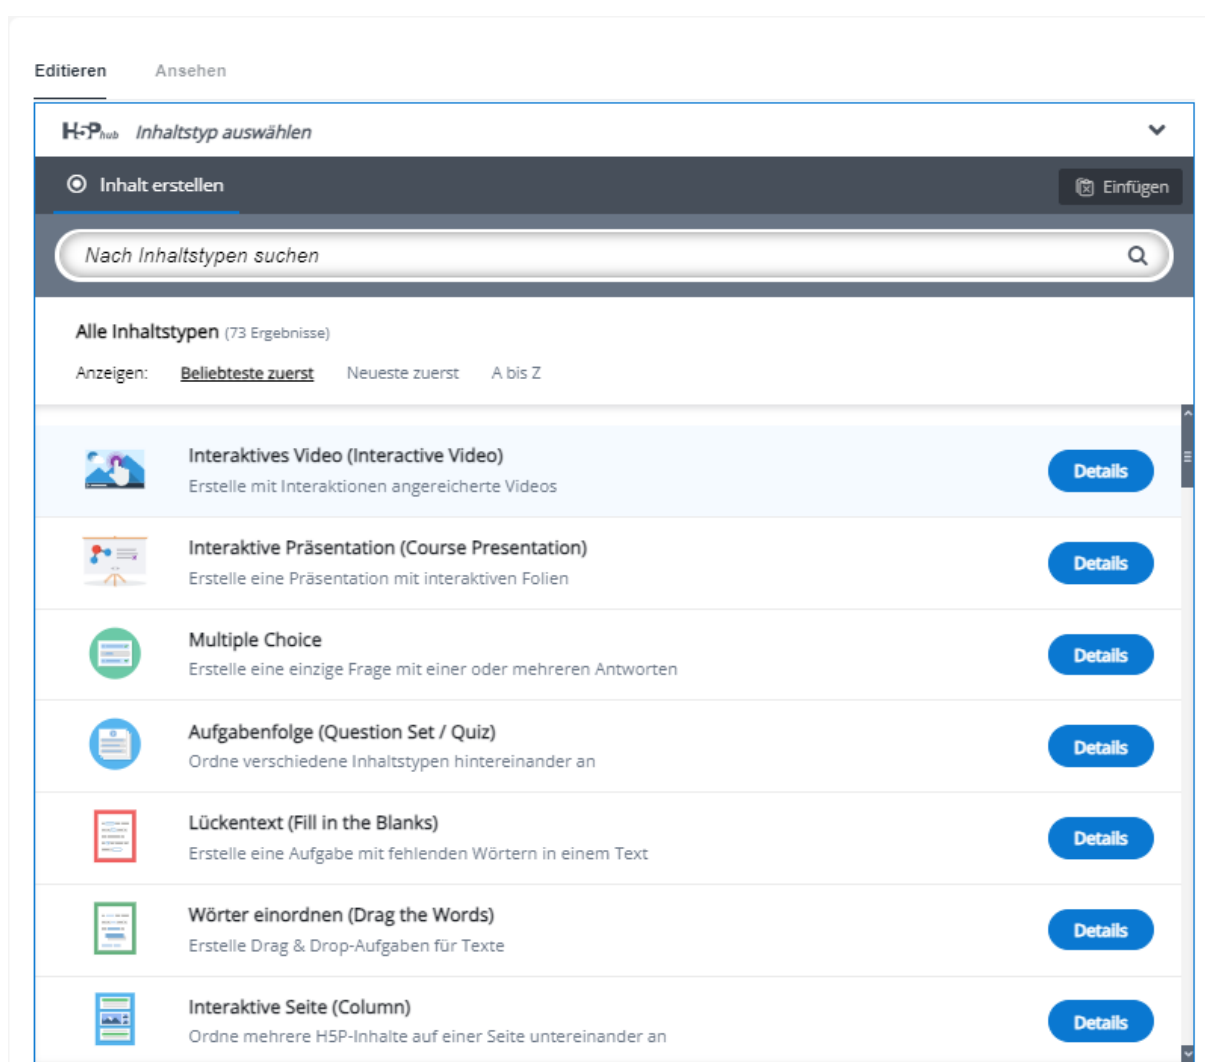 Editieren Ansehen
H5P hub Inhaltstyp auswählen
Inhalt erstellen Einfügen
Nach Inhaltstypen suchen
Alle Inhaltstypen (73 Ergebnisse)
Anzeigen: Beliebteste zuerst Neueste zuerst A bis Z
Interaktives Video (Interactive Video)
Erstelle mit Interaktionen angereicherte Videos
Details
Interaktive Präsentation (Course Presentation)
Erstelle eine Präsentation mit interaktiven Folien
Details
Multiple Choice
Erstelle eine einzige Frage mit einer oder mehreren Antworten
Details
Aufgabenfolge (Question Set / Quiz)
Ordne verschiedene Inhaltstypen hintereinander an
Details
Lückentext (Fill in the Blanks)
Erstelle eine Aufgabe mit fehlenden Wörtern in einem Text
Details
Wörter einordnen (Drag the Words)
Erstelle Drag & Drop-Aufgaben für Texte
Details
Interaktive Seite (Column)
Ordne mehrere H5P-Inhalte auf einer Seite untereinander an
Details